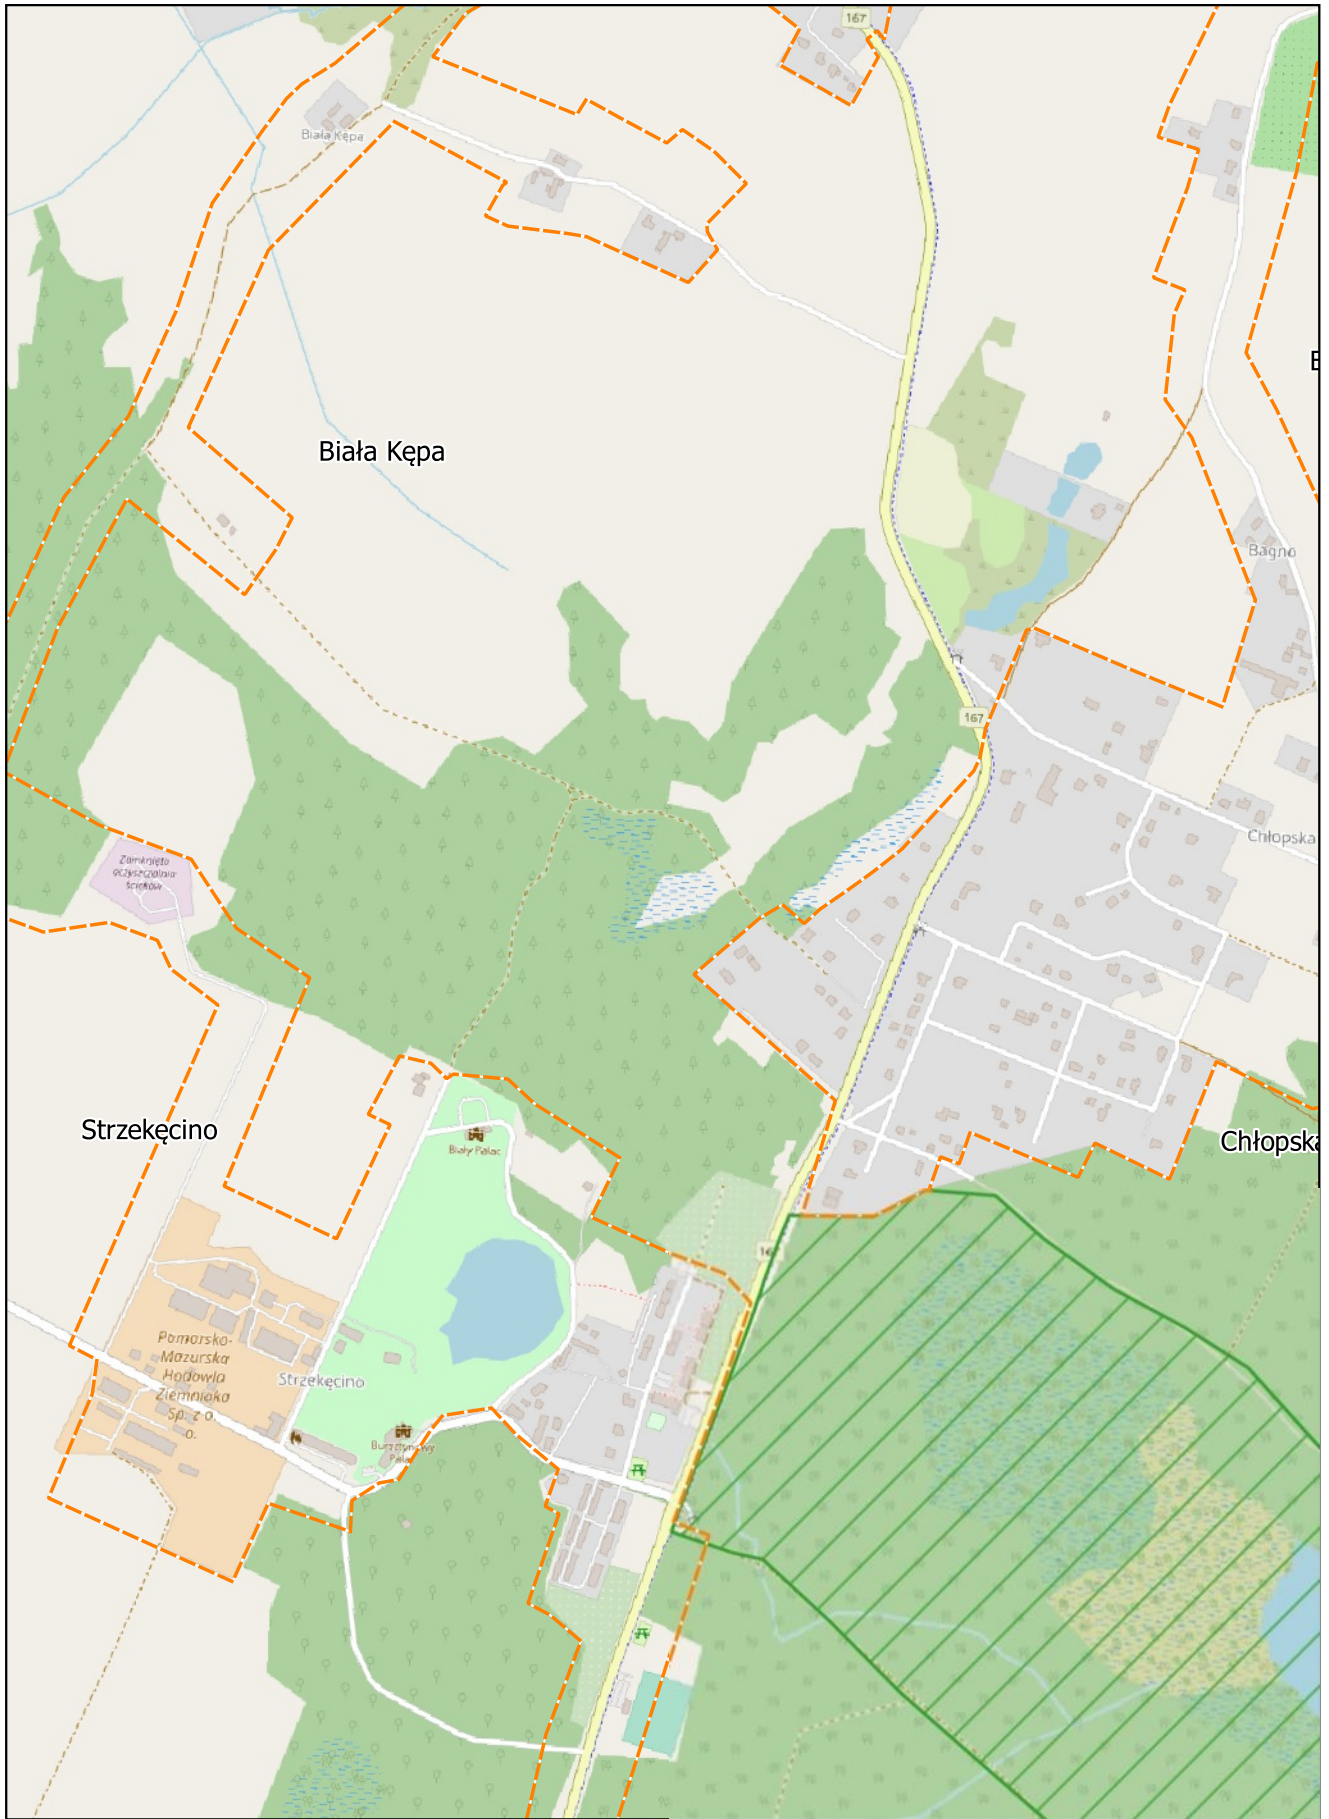 167
Biała Kępa
Biała Kępa
Bagno
167
Chłopska
Zamknięta
oczyszczalnia
ścieków
Strzekęcino
Biały Pałac
Chłopska
Pomorsko-
Mazurska
Hodowla
Ziemniaka
Sp. z o.
o.
Strzekęcino
Bursztynowy
Pałac